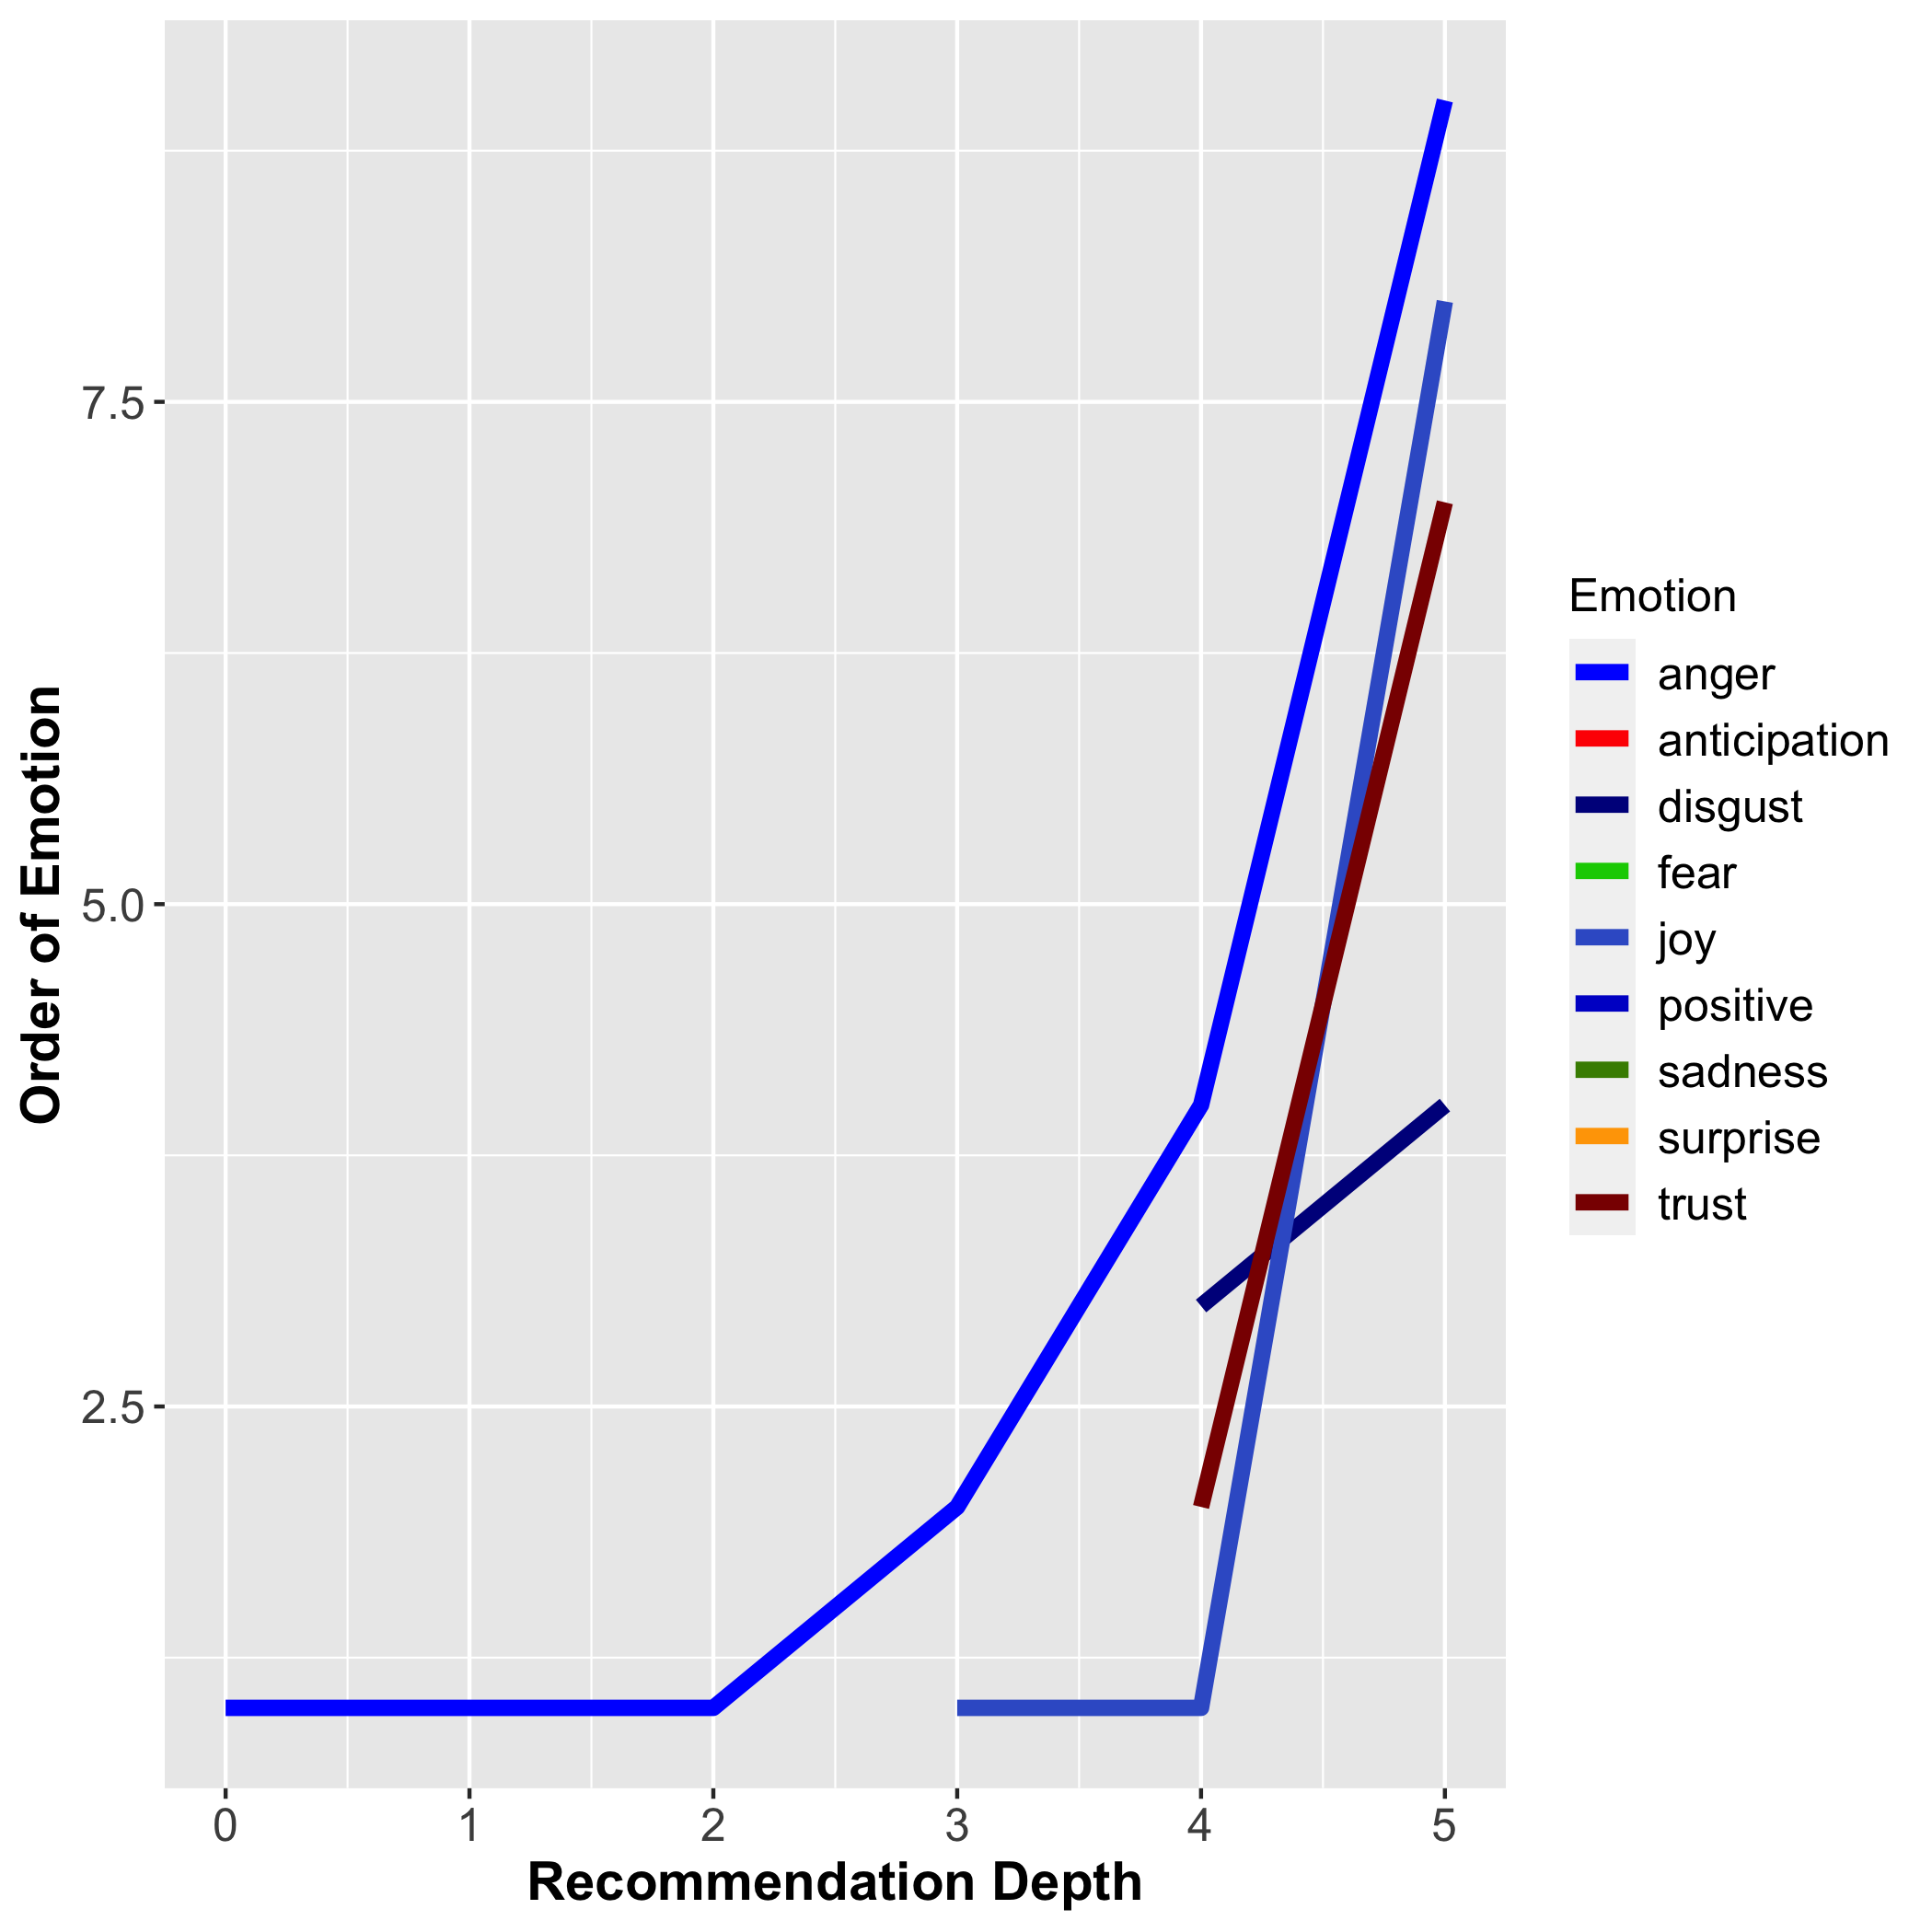 7.5
5.0
2.5
Order of Emotion
0 1 2 3 4 5
Recommendation Depth
Emotion
anger
anticipation
disgust
fear
joy
positive
sadness
surprise
trust